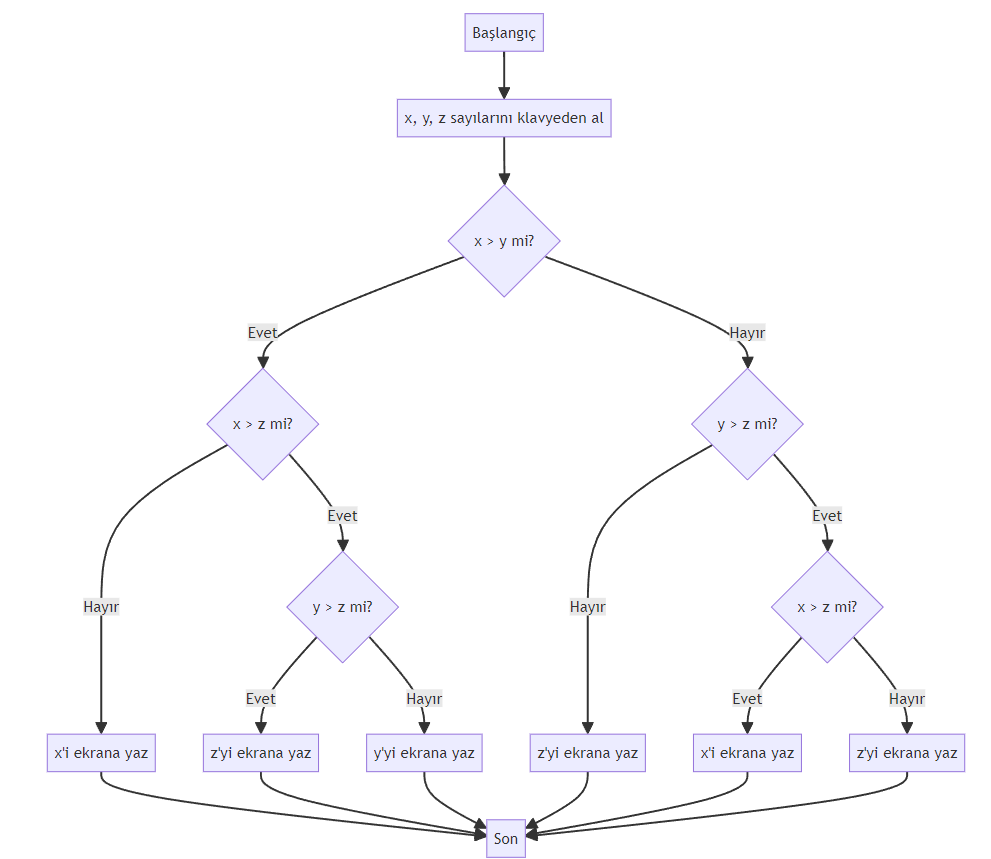 Başlangıç
x, y, z sayılarını klavyeden al
x > y mi?
Evet
Hayır
x > z mi?
y > z mi?
Evet
Evet
Hayır
y > z mi?
Hayır
x > z mi?
Evet
Hayır
Evet
Hayır
x'i ekrana yaz
z'yi ekrana yaz
y'yi ekrana yaz
z'yi ekrana yaz
x'i ekrana yaz
z'yi ekrana yaz
Son